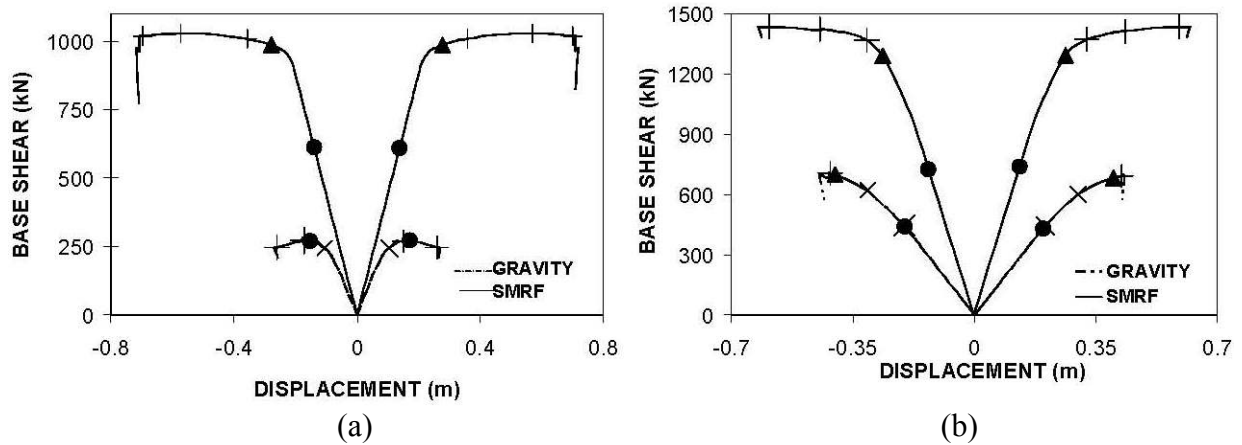 BASE SHEAR (kN)
1000
750
500
250
0
-0.8
-0.4
0
0.4
0.8
GRAVITY
SMRF
DISPLACEMENT (m)
(a)
BASE SHEAR (kN)
1500
1200
900
600
300
0
-0.7
-0.35
0
0.35
0.7
GRAVITY
SMRF
DISPLACEMENT (m)
(b)